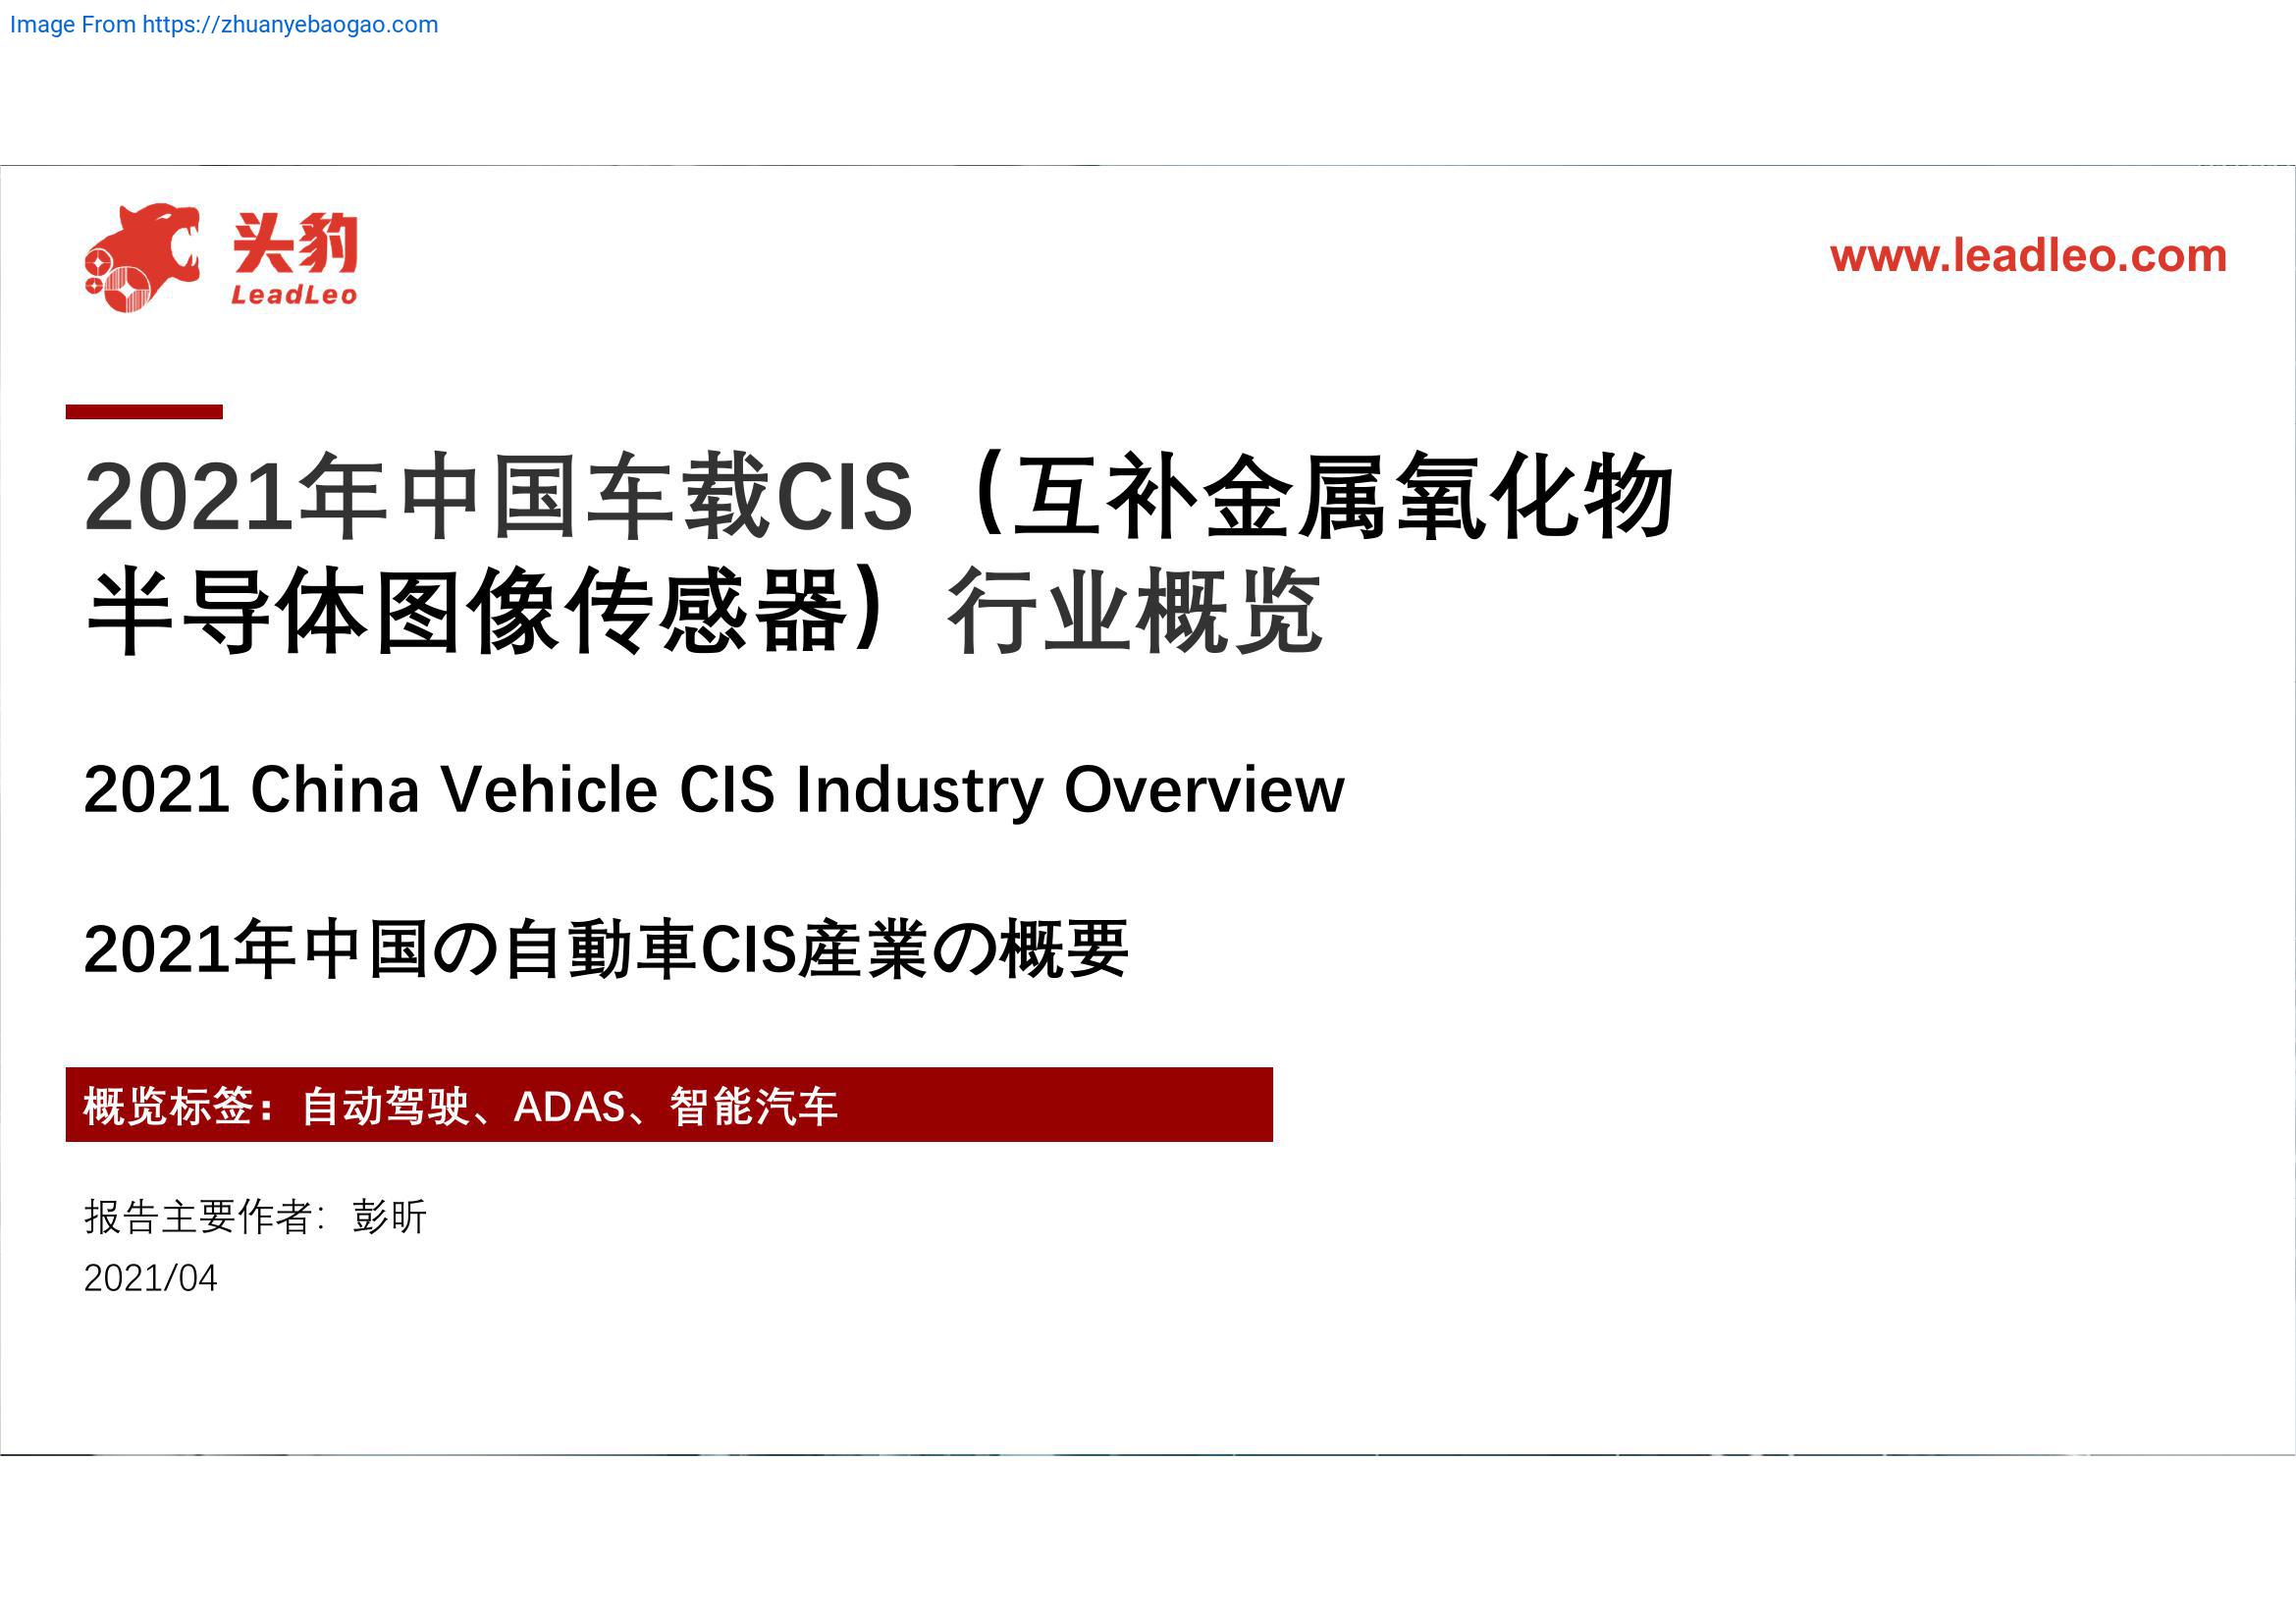 Image From https://zhuanyebaogao.com
头豹
LeadLeo
www.leadleo.com
2021年中国车载CIS（互补金属氧化物
半导体图像传感器）行业概览
2021 China Vehicle CIS Industry Overview
2021年中国の自動車CIS産業の概要
概览标签：自动驾驶、ADAS、智能汽车
报告主要作者：彭昕
2021/04